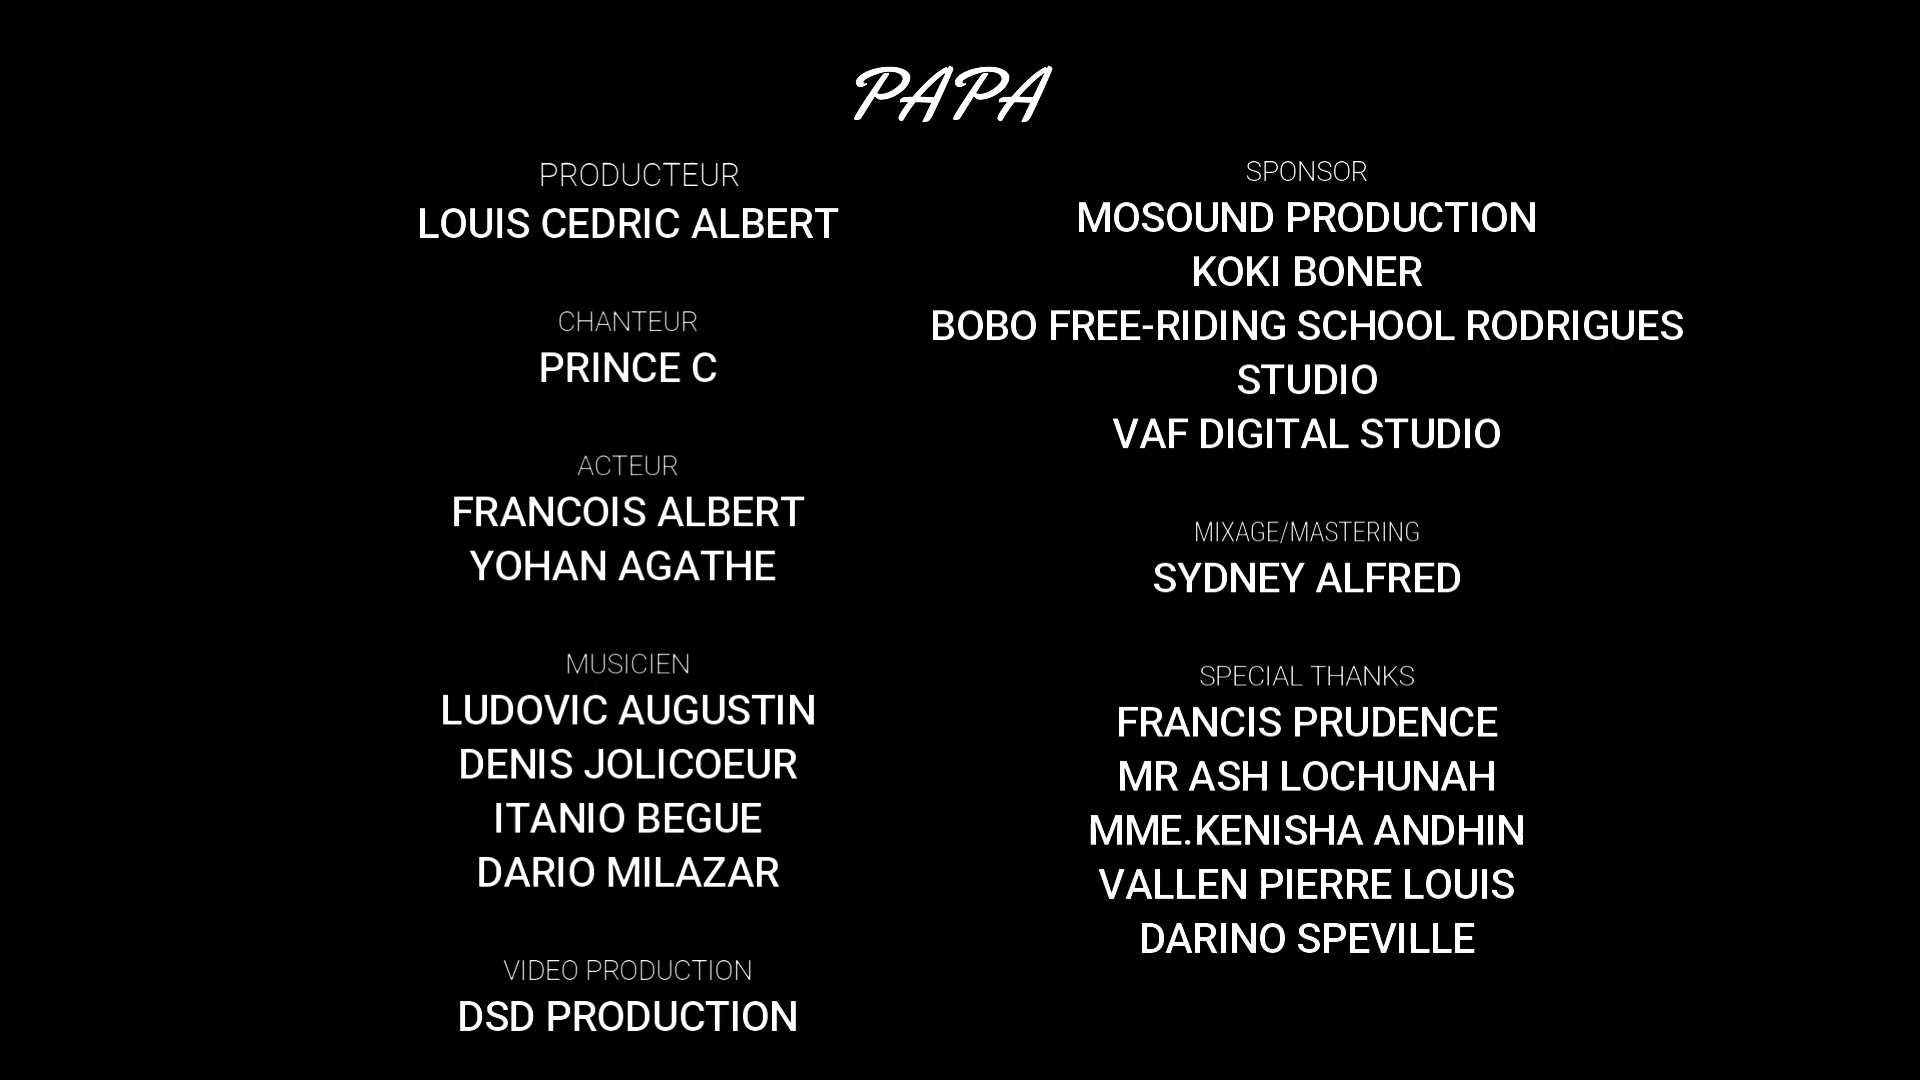 PAPA
PRODUCTEUR
LOUIS CEDRIC ALBERT
CHANTEUR
PRINCE C
ACTEUR
FRANCOIS ALBERT
YOHAN AGATHE
MUSICIEN
LUDOVIC AUGUSTIN
DENIS JOLICOEUR
ITANIO BEGUE
DARIO MILAZAR
VIDEO PRODUCTION
DSD PRODUCTION
SPONSOR
MOSOUND PRODUCTION
KOKI BONER
BOBO FREE-RIDING SCHOOL RODRIGUES
STUDIO
VAF DIGITAL STUDIO
MIXAGE/MASTERING
SYDNEY ALFRED
SPECIAL THANKS
FRANCIS PRUDENCE
MR ASH LOCHUNAH
MME.KENISHA ANDHIN
VALLEN PIERRE LOUIS
DARINO SPEVILLE